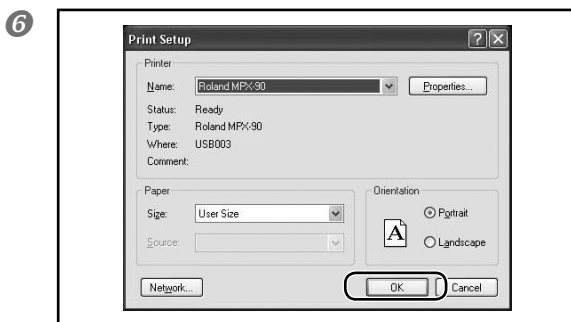 6
Print Setup
Printer
Name: Roland MPX-90 Properties...
Status: Ready
Type: Roland MPX-90
Where: USB003
Comment:
Paper
Size: User Size
Source:
Orientation
A
Portrait
Landscape
Network... OK Cancel